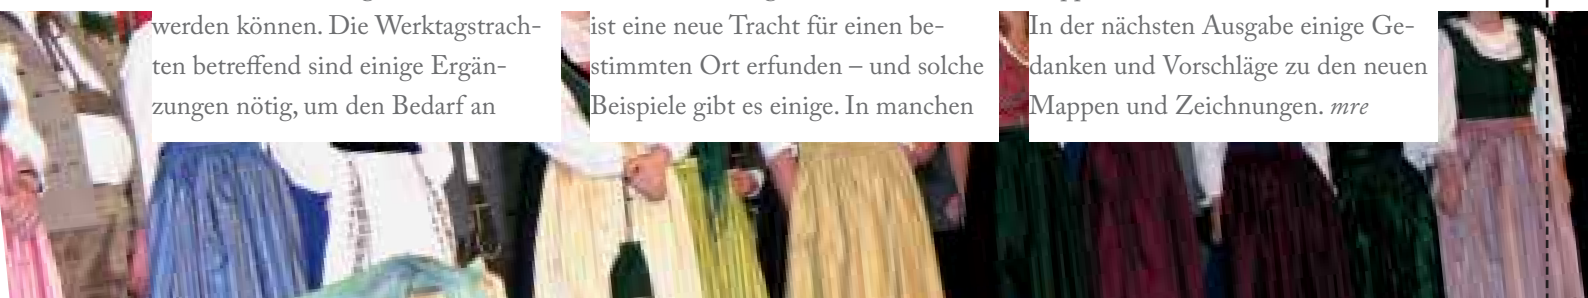 werden können. Die Werktagstrach-
ten betreffend sind einige Ergän-
zungen nötig, um den Bedarf an
ist eine neue Tracht für einen be-
stimmten Ort erfunden – und solche
Beispiele gibt es einige. In manchen
In der nächsten Ausgabe einige Ge-
danken und Vorschläge zu den neuen
Mappen und Zeichnungen. mre